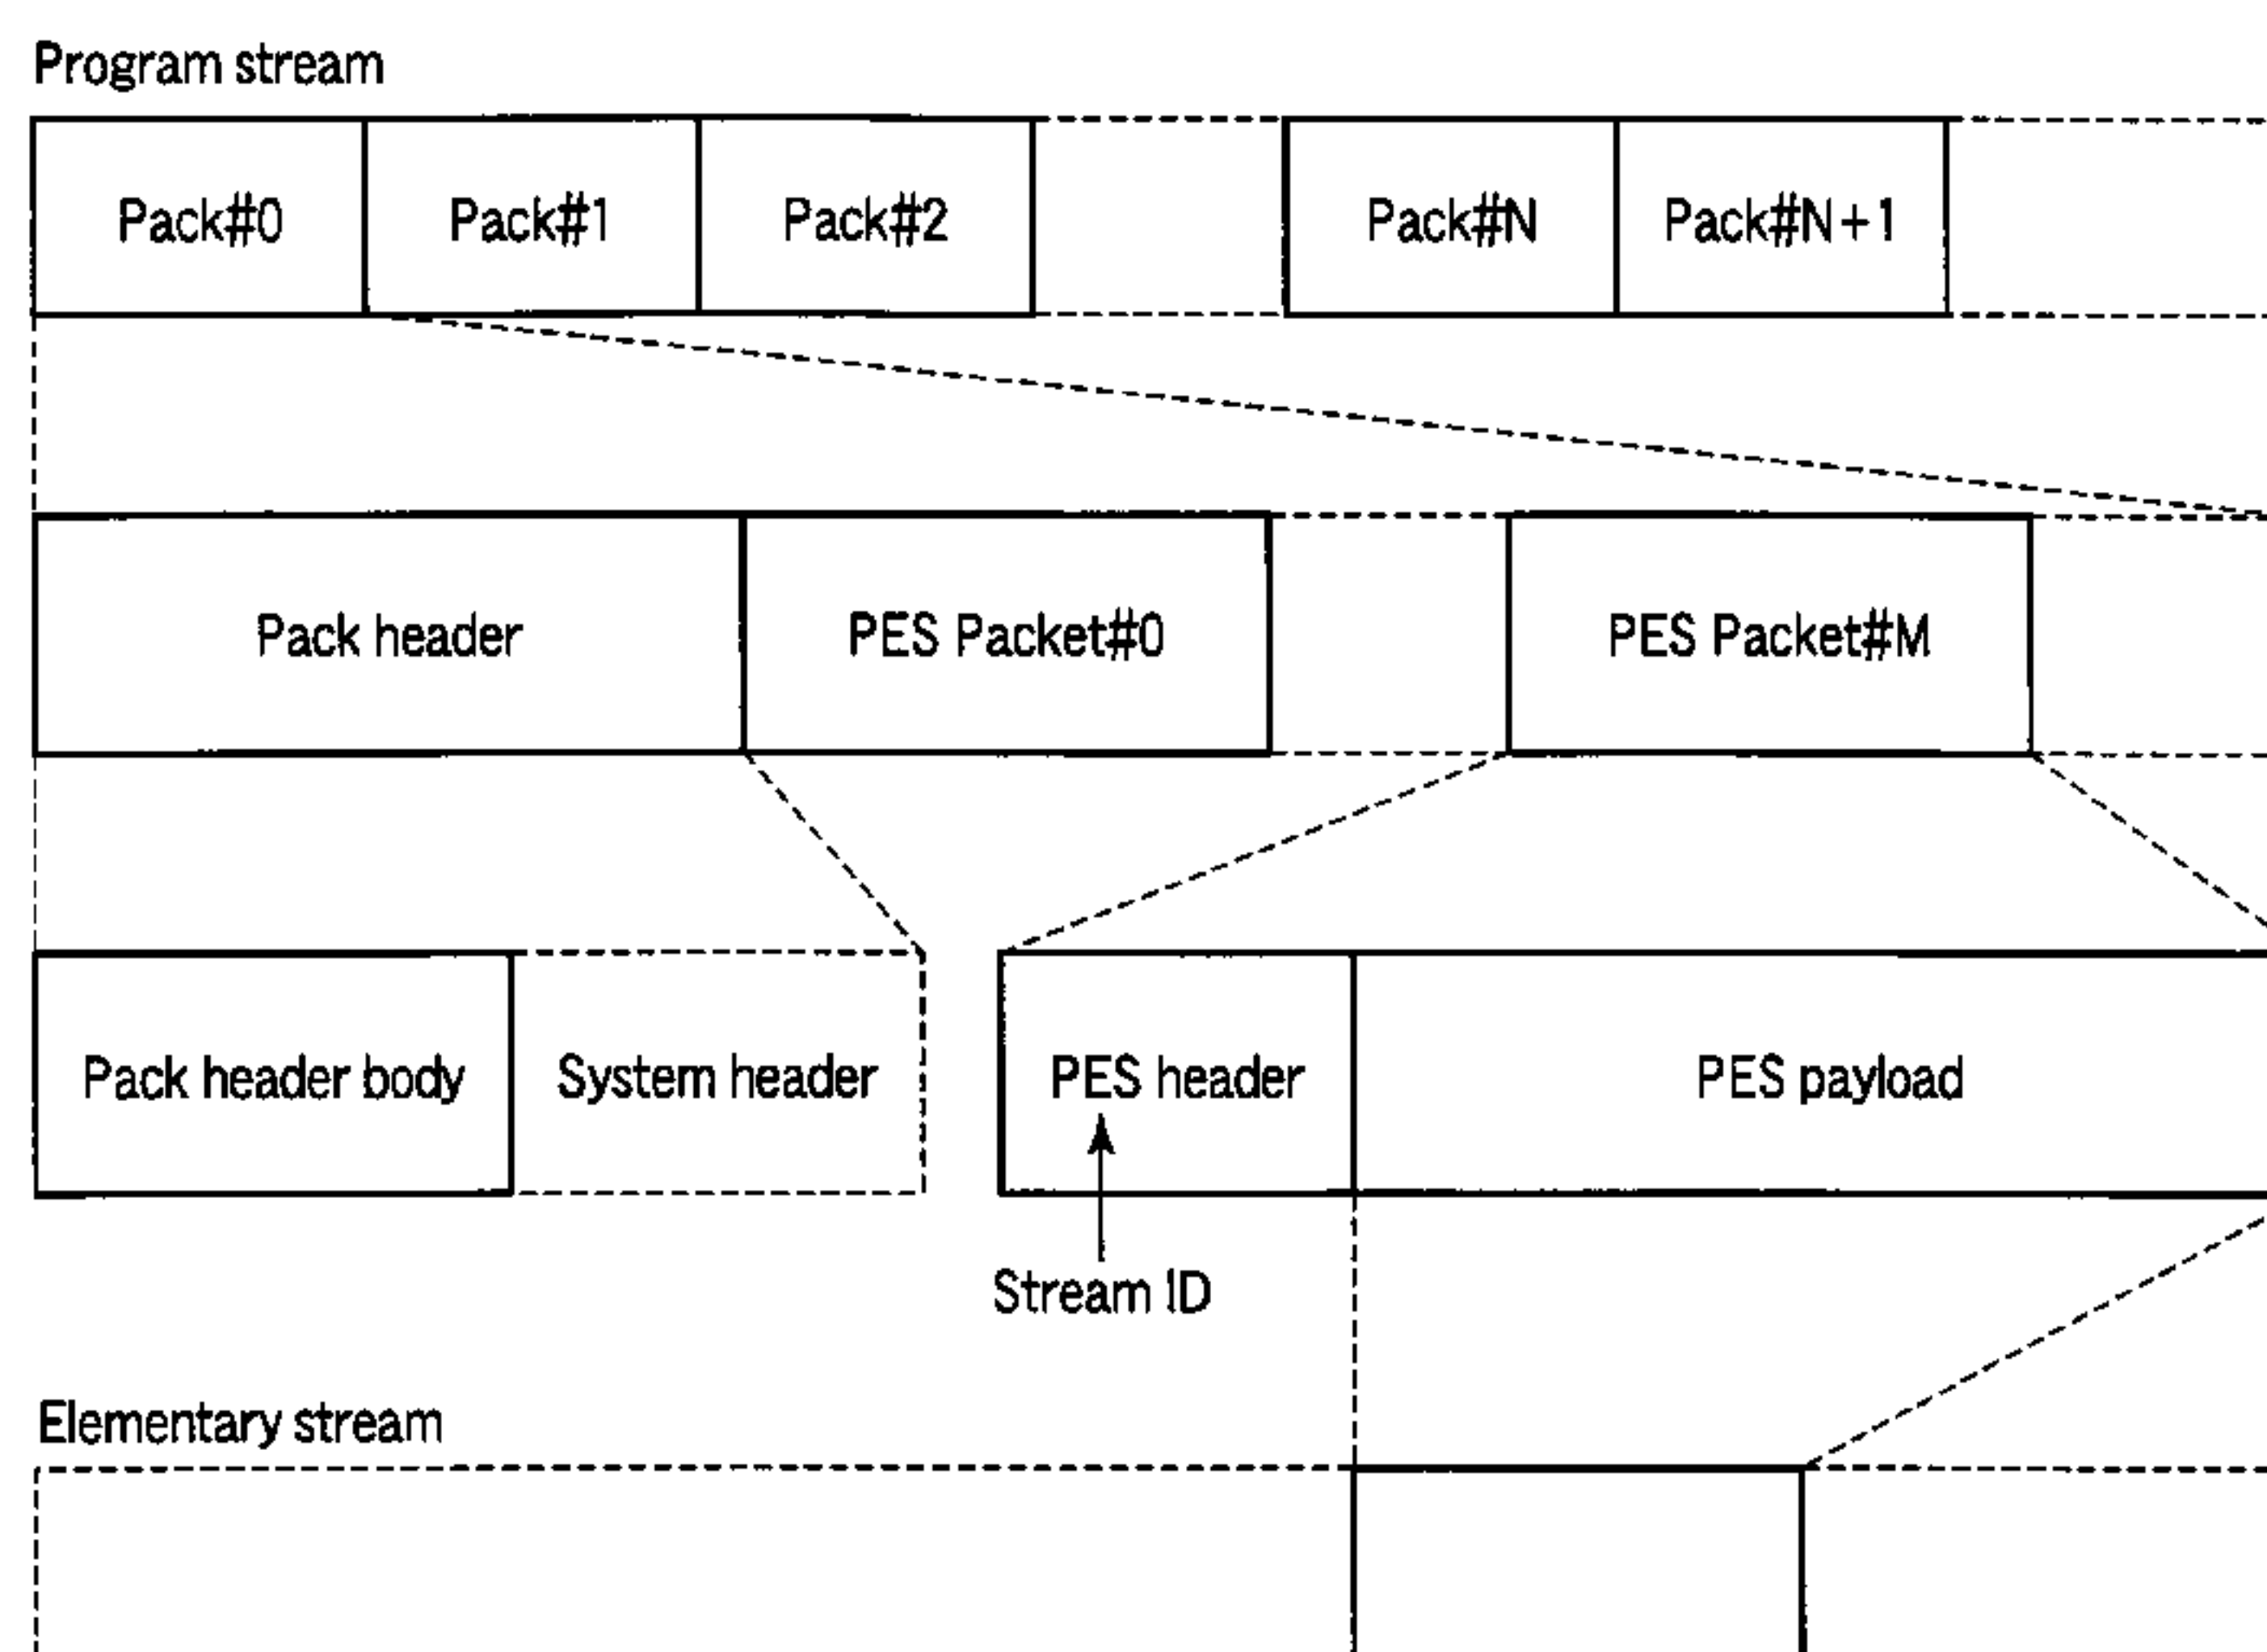 Program stream
Pack#0 Pack#1 Pack#2 Pack#N Pack#N+1
Pack header PES Packet#0 PES Packet#M
Pack header body System header PES header PES payload
Stream ID
Elementary stream